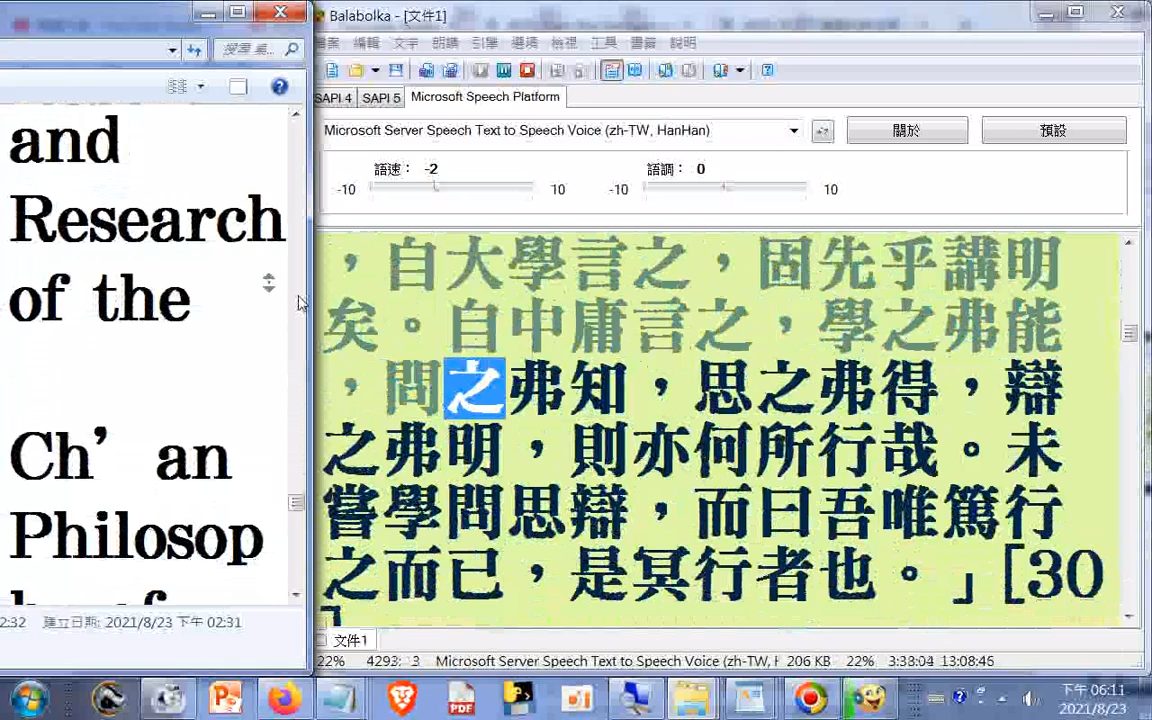 Balabolka - [文件1]
檔案 編輯 文字 朗讀 引擎 選項 檢視 工具 書籤 說明
搜尋 桌...
SAPI 4 SAPI 5 Microsoft Speech Platform
Microsoft Server Speech Text to Speech Voice (zh-TW, HanHan)
關於
預設
語速： -2
語調： 0
-10 10 -10 10
and
Research
of the
Ch’an
Philosop
hy of
2:32 建立日期: 2021/8/23 下午 02:31
，自大學言之，固先乎講明
矣。自中庸言之，學之弗能
，問之弗知，思之弗得，辯
之弗明，則亦何所行哉。未
嘗學問思辯，而曰吾唯篤行
之而已，是冥行者也。」[30
]
文件1
22% 4293: 3 Microsoft Server Speech Text to Speech Voice (zh-TW, H 206 KB 22% 3:38:04 13:08:46
PDF
下午 06:11
2021/8/23